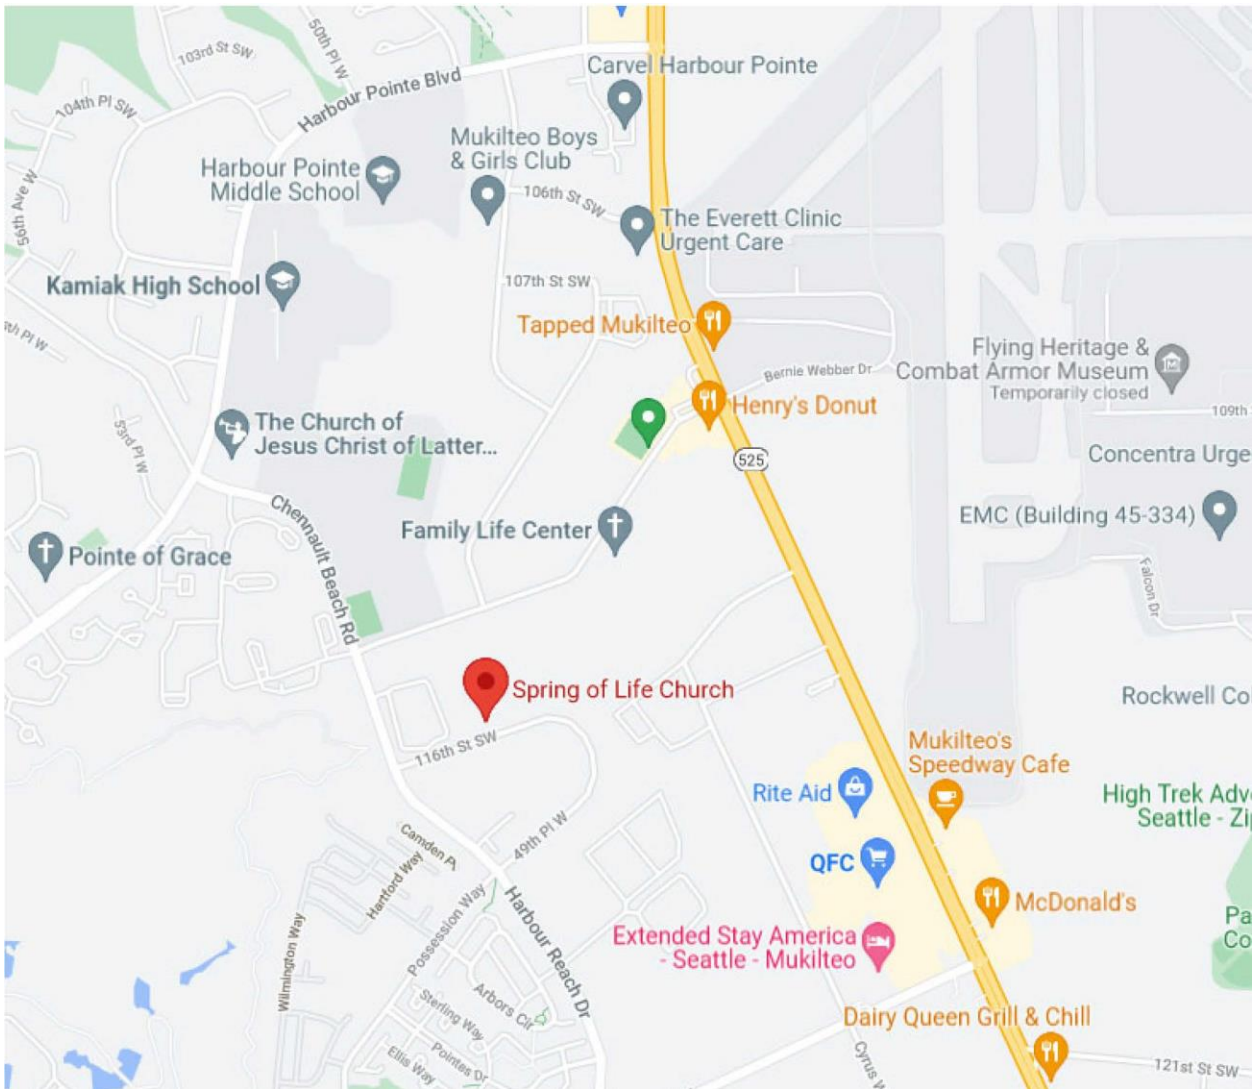 50th Pl W
103rd St SW
Harbour Pointe Blvd
Carvel Harbour Pointe
104th Pl SW
Mukilteo Boys
& Girls Club
Harbour Pointe
Middle School
106th St SW
56th Ave W
The Everett Clinic
Urgent Care
Kamiak High School
107th St SW
Tapped Mukilteo
Pl W
Flying Heritage &
Combat Armor Museum
Temporarily closed
Bernie Webber Dr
Henry's Donut
109th
The Church of
Jesus Christ of Latter...
53rd Pl W
525
Concentra Urge
Chennault Beach Rd
EMC (Building 45-334)
Family Life Center
Pointe of Grace
Falcon Dr
Spring of Life Church
Rockwell Co
116th St SW
Mukilteo's
Speedway Cafe
Rite Aid
High Trek Adve
Seattle - Zip
49th Pl W
Camden P
Hartford Way
QFC
McDonald's
Possession Way
Harbour Reach Dr
Wilmington Way
Extended Stay America
- Seattle - Mukilteo
Pa
Co
Arbors Cir
Sterling Way
Dairy Queen Grill & Chill
Pointes Dr
Ellis Way
Cyrus W
121st St SW